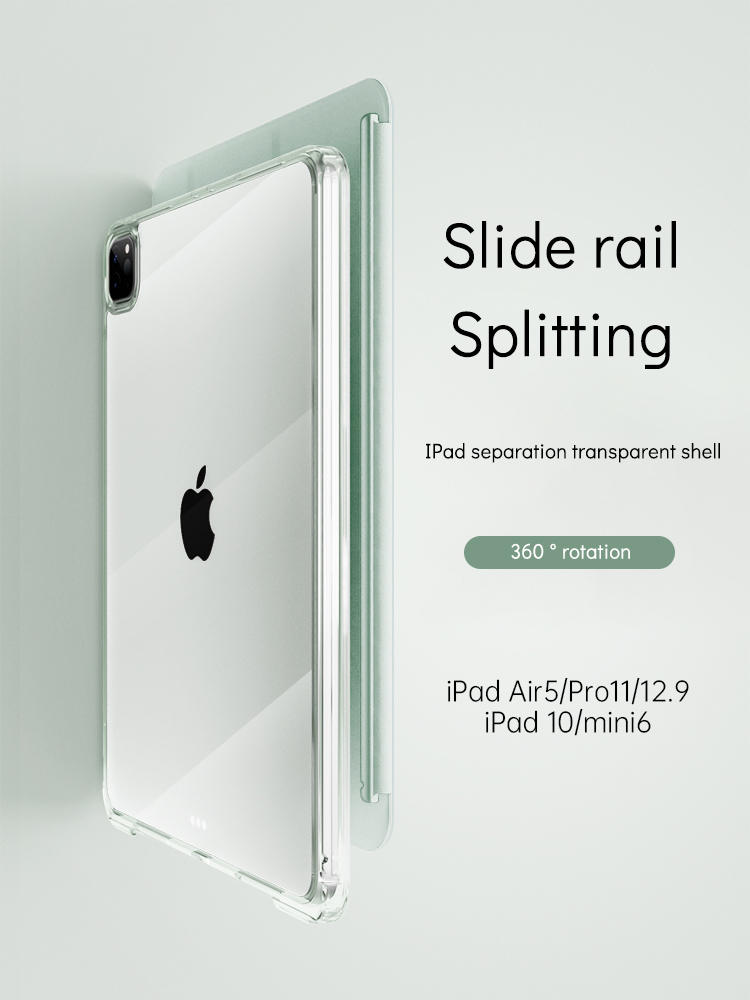 Slide rail
Splitting
IPad separation transparent shell
360 ° rotation
iPad Air5/Pro11/12.9
iPad 10/mini6